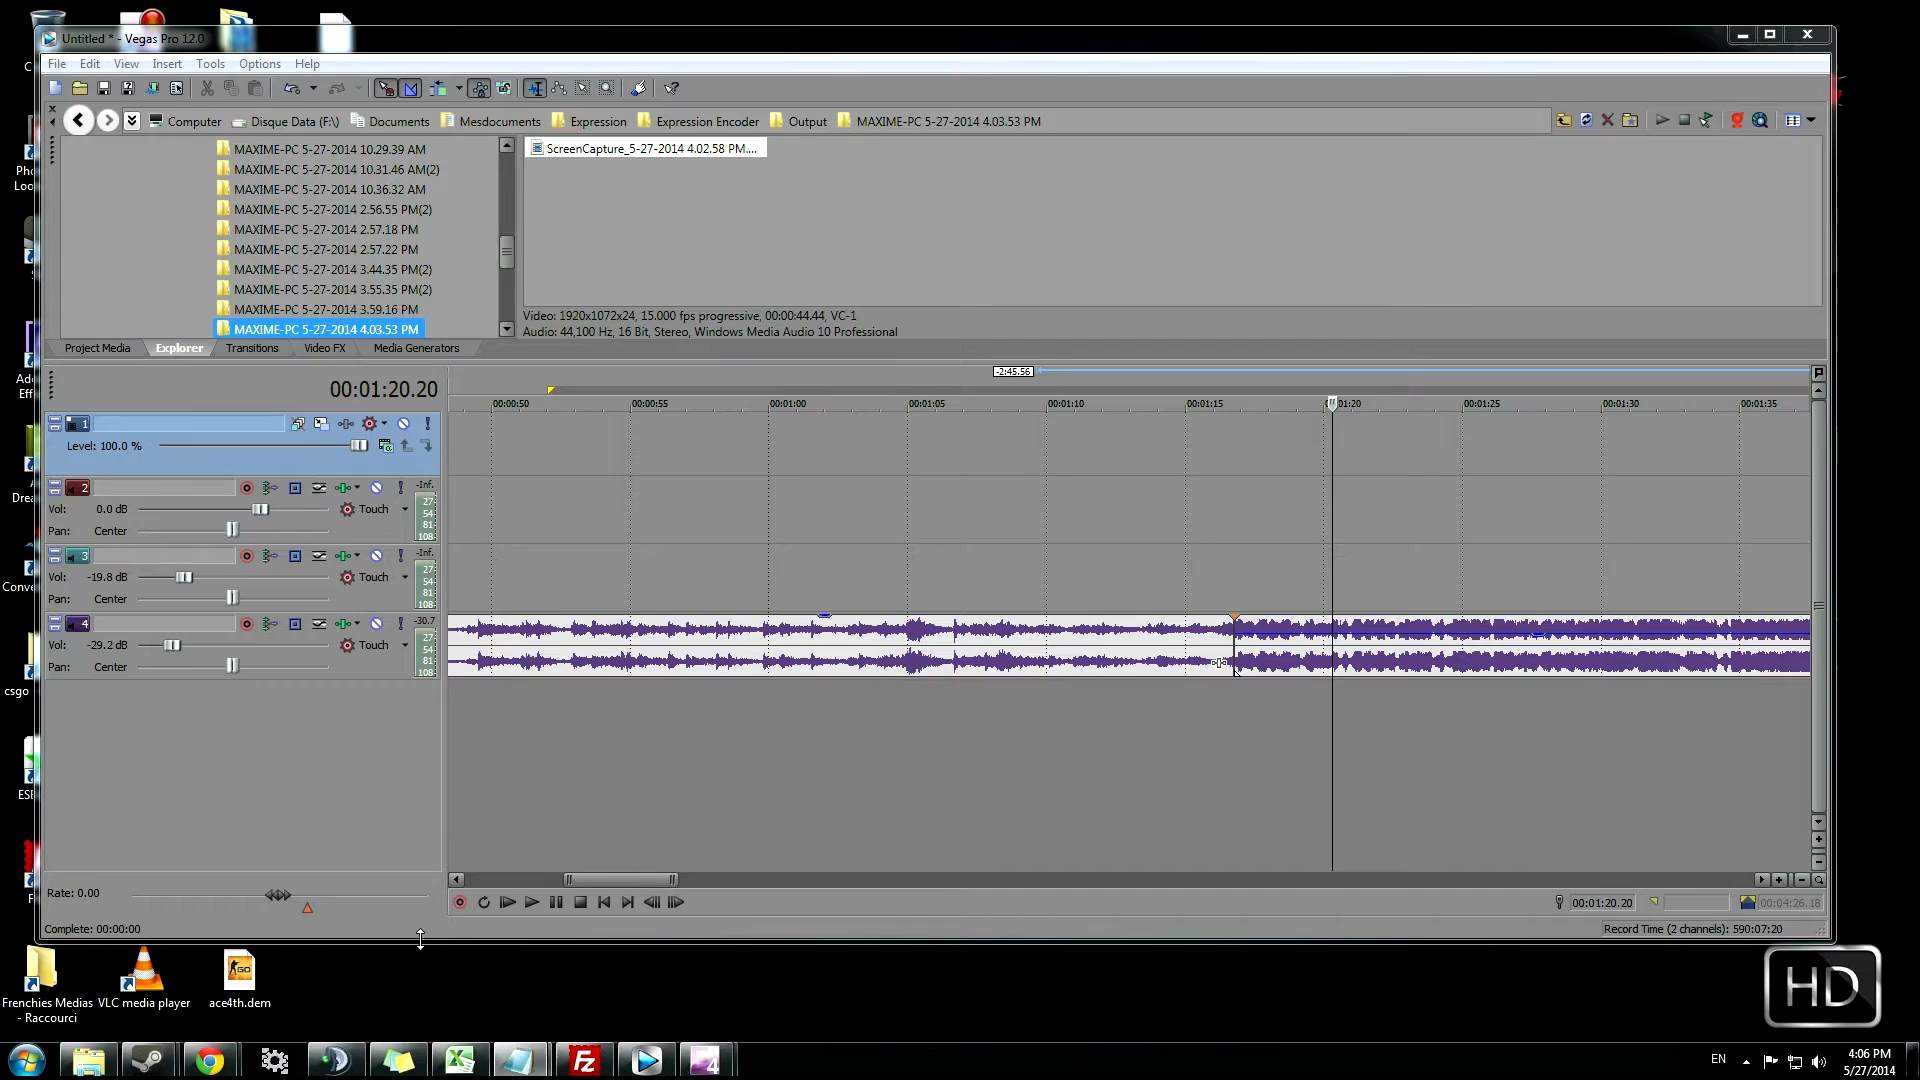 Untitled * - Vegas Pro 12.0
File Edit View Insert Tools Options Help
Computer Disque Data (F:\) Documents Mesdocuments Expression Expression Encoder Output MAXIME-PC 5-27-2014 4.03.53 PM
MAXIME-PC 5-27-2014 10.29.39 AM
MAXIME-PC 5-27-2014 10.31.46 AM(2)
MAXIME-PC 5-27-2014 10.36.32 AM
MAXIME-PC 5-27-2014 2.56.55 PM(2)
MAXIME-PC 5-27-2014 2.57.18 PM
MAXIME-PC 5-27-2014 2.57.22 PM
MAXIME-PC 5-27-2014 3.44.35 PM(2)
MAXIME-PC 5-27-2014 3.55.35 PM(2)
MAXIME-PC 5-27-2014 3.59.16 PM
MAXIME-PC 5-27-2014 4.03.53 PM
ScreenCapture_5-27-2014 4.02.58 PM....
Video: 1920x1072x24, 15.000 fps progressive, 00:00:44.44, VC-1
Audio: 44,100 Hz, 16 Bit, Stereo, Windows Media Audio 10 Professional
Project Media Explorer Transitions Video FX Media Generators
-2:45.56
00:01:20.20
00:00:50 00:00:55 00:01:00 00:01:05 00:01:10 00:01:15 01:20 00:01:25 00:01:30 00:01:35
1
Level: 100.0 %
2 -Inf.
Vol: 0.0 dB Touch
Pan: Center
27 54 81 108
3 -Inf.
Vol: -19.8 dB Touch
Pan: Center
27 54 81 108
4 -30.7
Vol: -29.2 dB Touch
Pan: Center
27 54 81 108
Rate: 0.00
00:01:20.20 00:04:26.18
Complete: 00:00:00
Record Time (2 channels): 590:07:20
Pho
Loo
Ado
Eff
Dre
Conve
csgo
ESE
Frenchies Medias
- Raccourci
VLC media player
GO
ace4th.dem
HD
EN
4:06 PM
5/27/2014